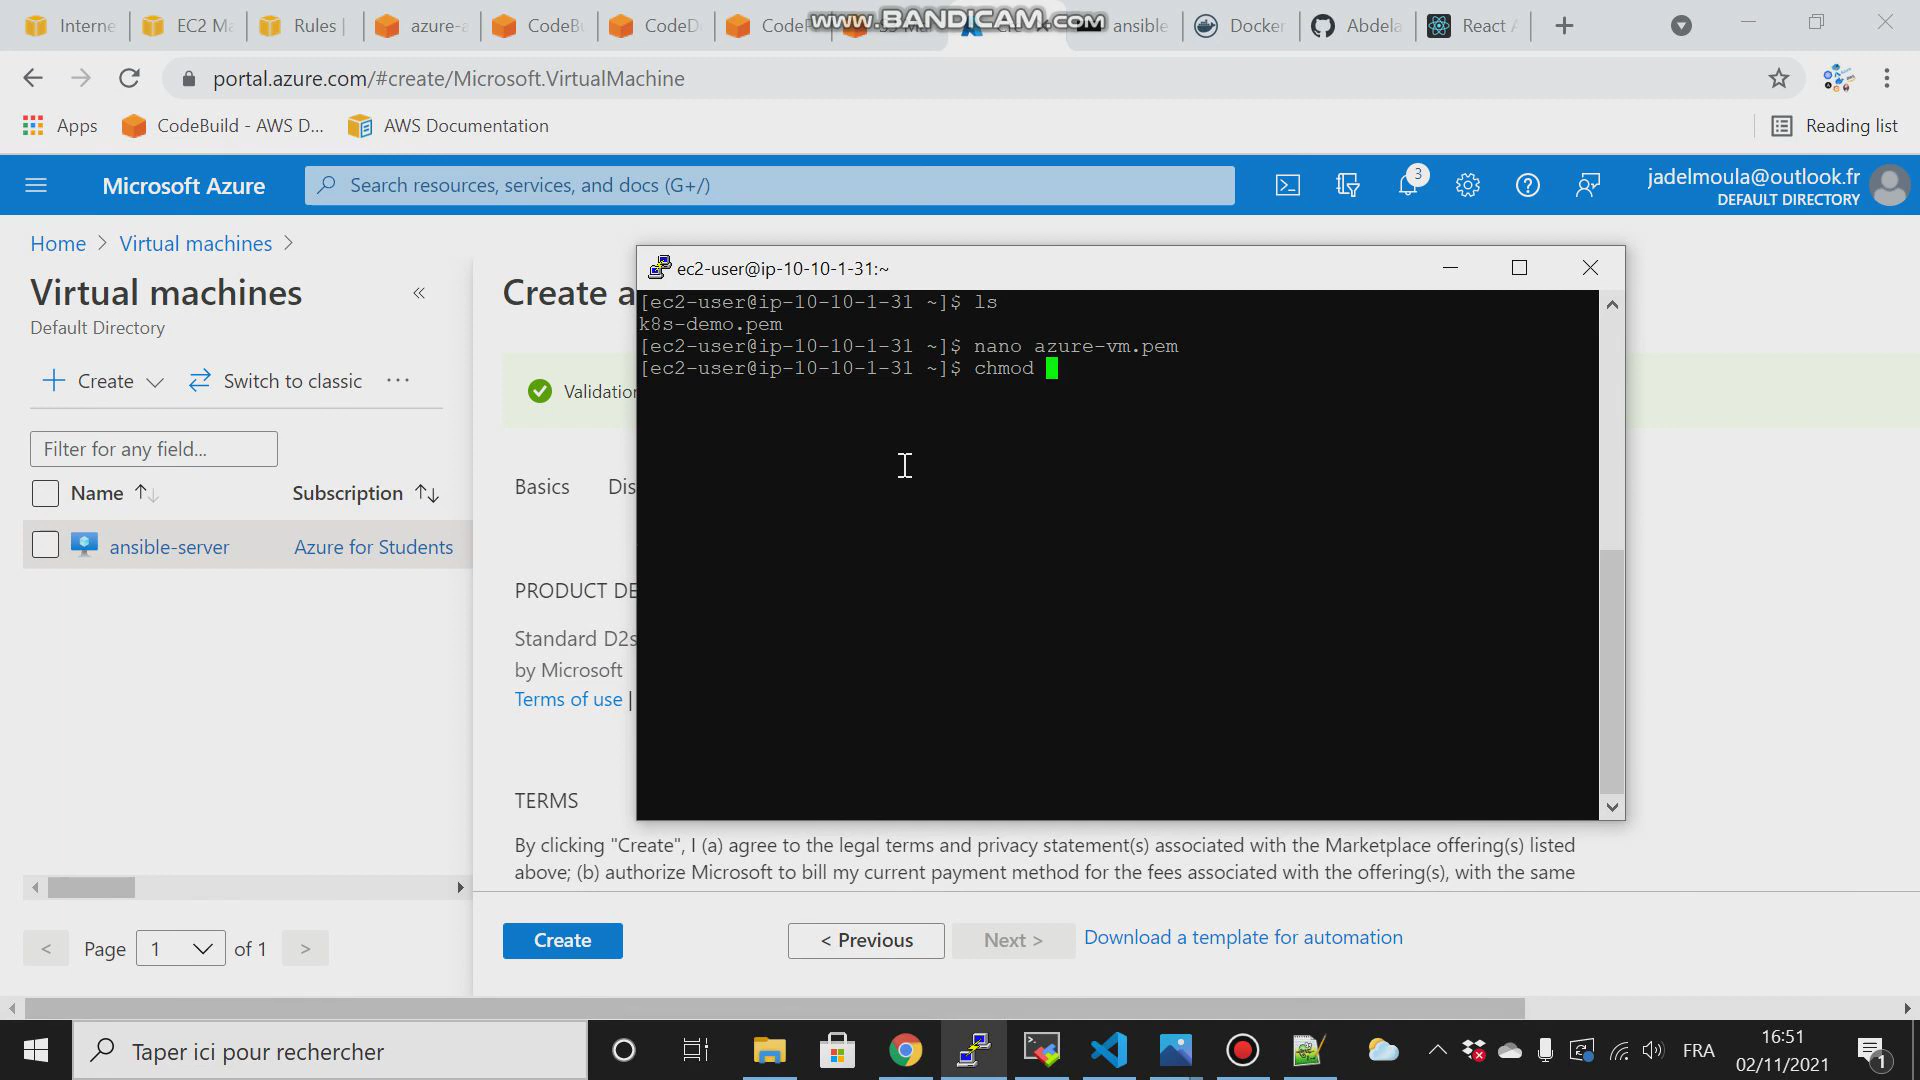 Interne
EC2 Ma
Rules |
azure-a
CodeBu
CodeDe
CodeP
S3 Ma
ansible
Docker
Abdela
React A
www.BANDICAM.com
portal.azure.com/#create/Microsoft.VirtualMachine
Apps
CodeBuild - AWS D...
AWS Documentation
Reading list
Microsoft Azure
Search resources, services, and docs (G+/)
3
jadelmoula@outlook.fr
DEFAULT DIRECTORY
Home > Virtual machines >
Virtual machines
Default Directory
Create
Switch to classic
Filter for any field...
Name
Subscription
ansible-server
Azure for Students
< Page 1 of 1 >
Create a
Validation
Basics
Dis
PRODUCT DE
Standard D2s
by Microsoft
Terms of use |
TERMS
By clicking "Create", I (a) agree to the legal terms and privacy statement(s) associated with the Marketplace offering(s) listed
above; (b) authorize Microsoft to bill my current payment method for the fees associated with the offering(s), with the same
Create
< Previous
Next >
Download a template for automation
ec2-user@ip-10-10-1-31:~
[ec2-user@ip-10-10-1-31 ~]$ ls
k8s-demo.pem
[ec2-user@ip-10-10-1-31 ~]$ nano azure-vm.pem
[ec2-user@ip-10-10-1-31 ~]$ chmod
Taper ici pour rechercher
FRA
16:51
02/11/2021
1